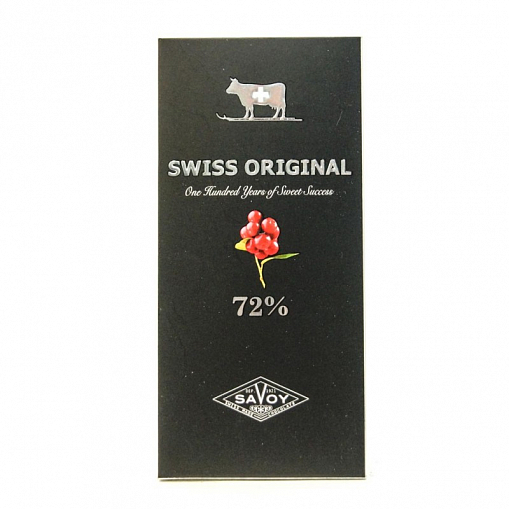 SWISS ORIGINAL
One Hundred Years of Sweet Success
72%
SAVOY